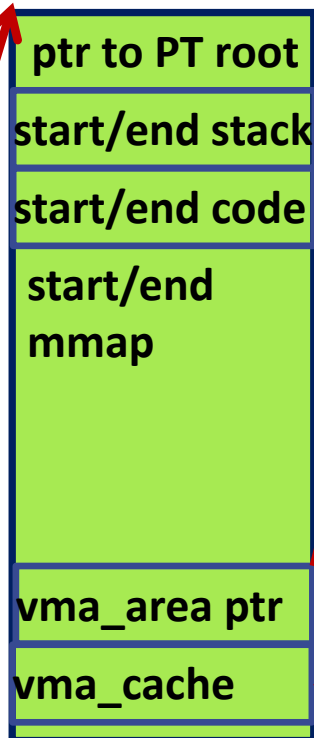 ptr to PT root
start/end stack
start/end code
start/end
mmap
vma_area ptr
vma_cache